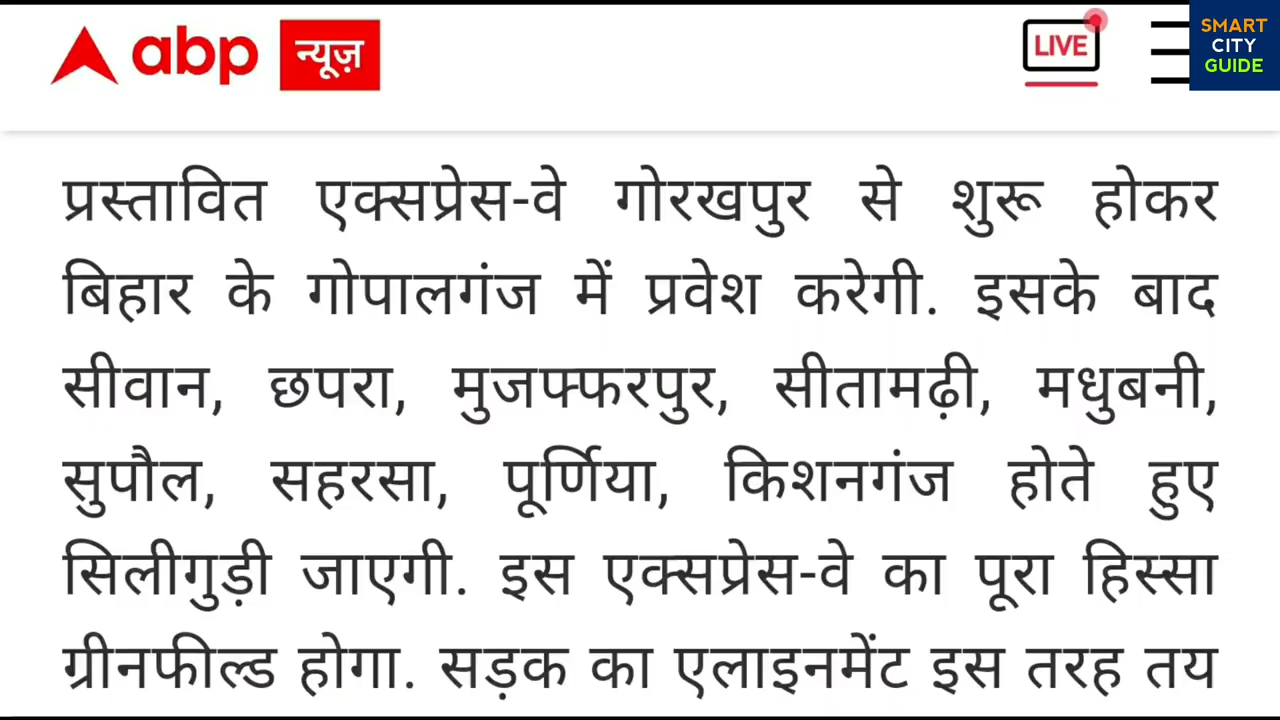 abp न्यूज़
LIVE
SMART
CITY
GUIDE
प्रस्तावित एक्सप्रेस-वे गोरखपुर से शुरू होकर
बिहार के गोपालगंज में प्रवेश करेगी. इसके बाद
सीवान, छपरा, मुजफ्फरपुर, सीतामढ़ी, मधुबनी,
सुपौल, सहरसा, पूर्णिया, किशनगंज होते हुए
सिलीगुड़ी जाएगी. इस एक्सप्रेस-वे का पूरा हिस्सा
ग्रीनफील्ड होगा. सड़क का एलाइनमेंट इस तरह तय